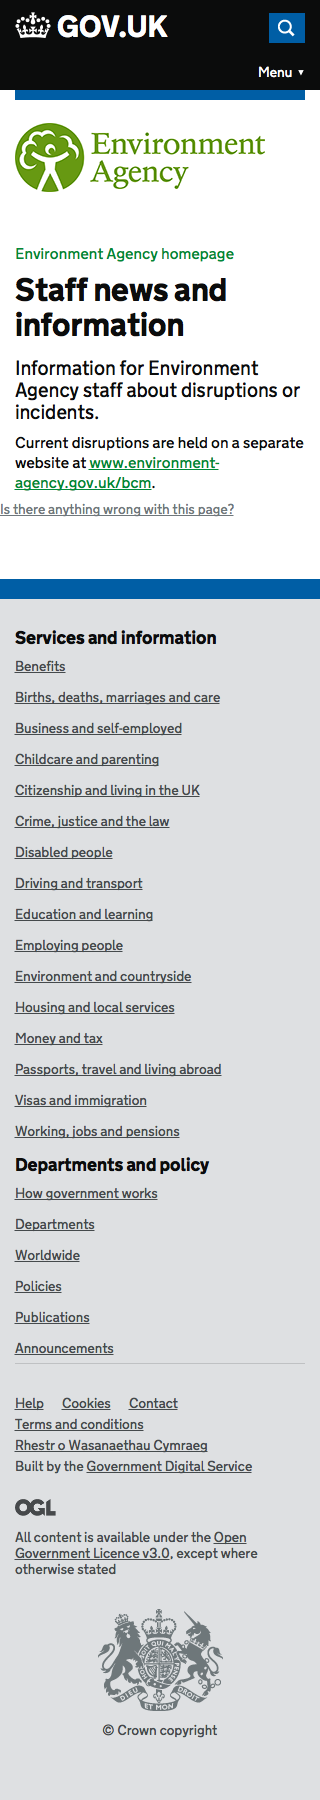 GOV.UK
Menu ▼
Environment
Agency
Environment Agency homepage
Staff news and
information
Information for Environment
Agency staff about disruptions or
incidents.
Current disruptions are held on a separate
website at www.environment-
agency.gov.uk/bcm.
Is there anything wrong with this page?
Services and information
Benefits
Births, deaths, marriages and care
Business and self-employed
Childcare and parenting
Citizenship and living in the UK
Crime, justice and the law
Disabled people
Driving and transport
Education and learning
Employing people
Environment and countryside
Housing and local services
Money and tax
Passports, travel and living abroad
Visas and immigration
Working, jobs and pensions
Departments and policy
How government works
Departments
Worldwide
Policies
Publications
Announcements
Help Cookies Contact
Terms and conditions
Rhestr o Wasanaethau Cymraeg
Built by the Government Digital Service
OGL
All content is available under the Open
Government Licence v3.0, except where
otherwise stated
DIEU ET MON DROIT
© Crown copyright